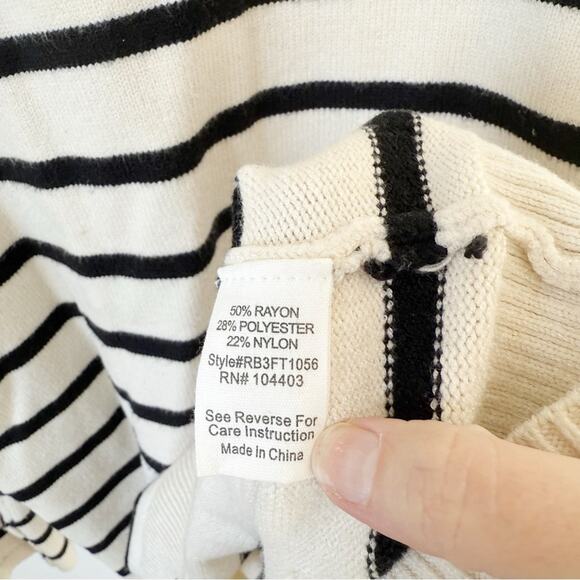 50% RAYON
28% POLYESTER
22% NYLON
Style#RB3FT1056
RN# 104403
See Reverse For
Care Instruction
Made in China